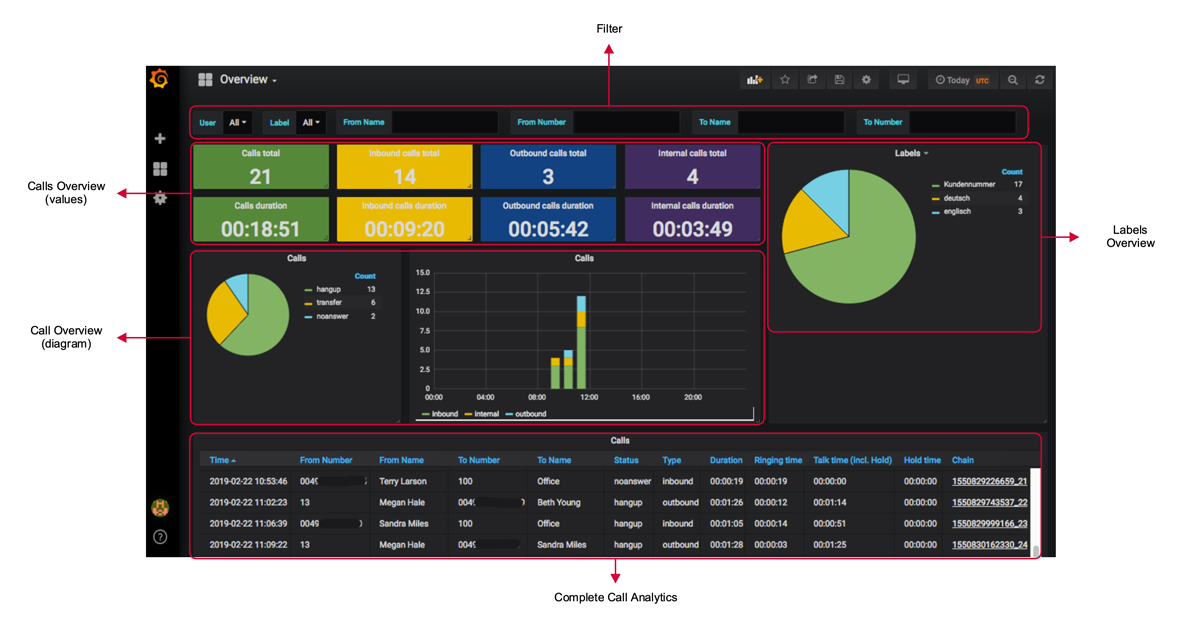 Filter
Overview
Today UTC
User All Label All From Name From Number To Name To Number
Calls Overview
(values)
Calls total Inbound calls total Outbound calls total Internal calls total
21 14 3 4
Calls duration Inbound calls duration Outbound calls duration Internal calls duration
00:18:51 00:09:20 00:05:42 00:03:49
Labels
Count
Kundennummer 17
deutsch 4
englisch 3
Labels
Overview
Call Overview
(diagram)
Calls
Count
hangup 13
transfer 6
noanswer 2
Calls
15.0
12.5
10.0
7.5
5.0
2.5
0
00:00 04:00 08:00 12:00 16:00 20:00
inbound internal outbound
Calls
Time From Number From Name To Number To Name Status Type Duration Ringing time Talk time (incl. Hold) Hold time Chain
2019-02-22 10:53:46 0049 Terry Larson 100 Office noanswer inbound 00:00:19 00:00:19 00:00:00 00:00:00 1550829226659_21
2019-02-22 11:02:23 13 Megan Hale 0049 Beth Young hangup outbound 00:01:26 00:00:12 00:01:14 00:00:00 1550829743537_22
2019-02-22 11:06:39 0049 Sandra Miles 100 Office hangup inbound 00:01:05 00:00:14 00:00:51 00:00:00 1550829999166_23
2019-02-22 11:09:22 13 Megan Hale 0049 Sandra Miles hangup outbound 00:01:28 00:00:03 00:01:25 00:00:00 1550830162330_24
Complete Call Analytics